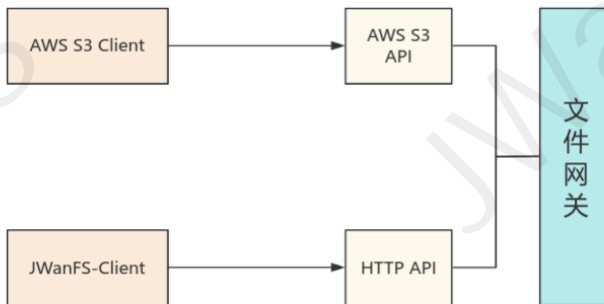 AWS S3 Client
AWS S3
API
文件网关
JWanFS-Client
HTTP API